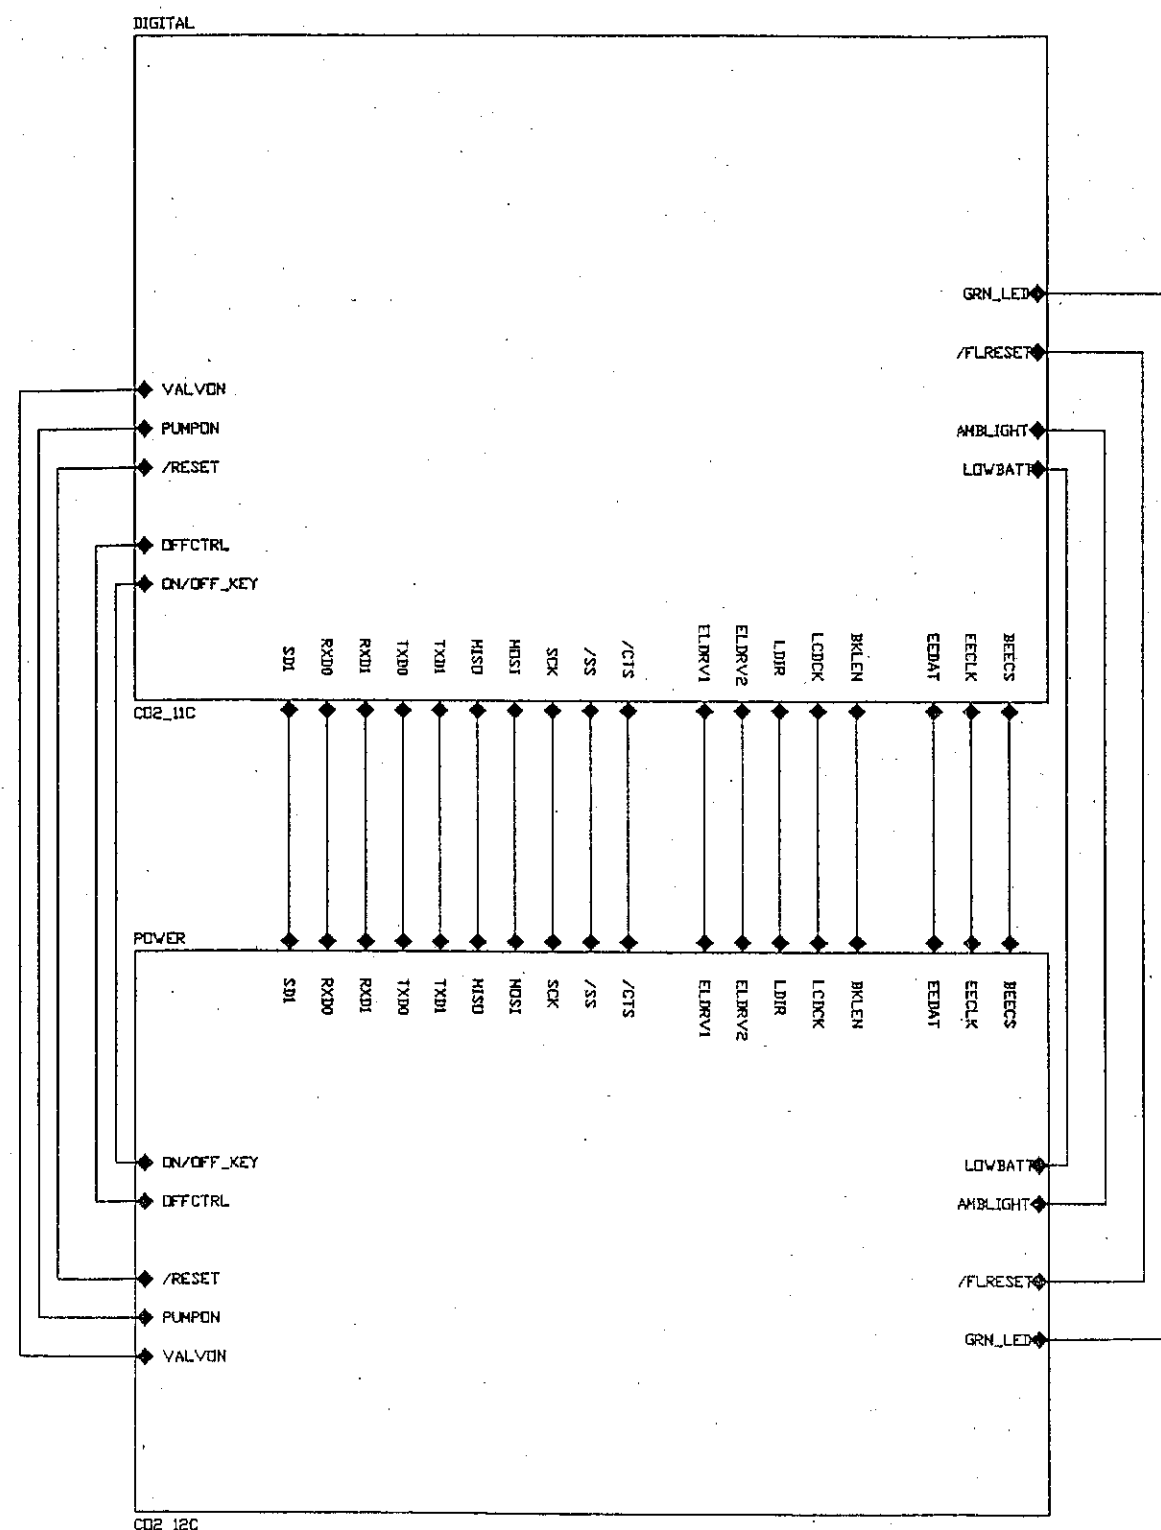 DIGITAL
GRN_LED
/FLRESET
VALVON
PUMPON
AMBLIGHT
/RESET
LOWBATT
OFFCTRL
ON/OFF_KEY
SDI
RXD0
RXD1
TXD0
TXD1
MISO
MOSI
SCK
/SS
/CTS
ELDRV1
ELDRV2
LDIR
LCDCK
BKLEN
EEDAT
EECLK
BEECS
CO2_11C
POWER
SDI
RXD0
RXD1
TXD0
TXD1
MISO
MOSI
SCK
/SS
/CTS
ELDRV1
ELDRV2
LDIR
LCDCK
BKLEN
EEDAT
EECLK
BEECS
ON/OFF_KEY
LOWBATT
OFFCTRL
AMBLIGHT
/RESET
/FLRESET
PUMPON
GRN_LED
VALVON
CO2_12C